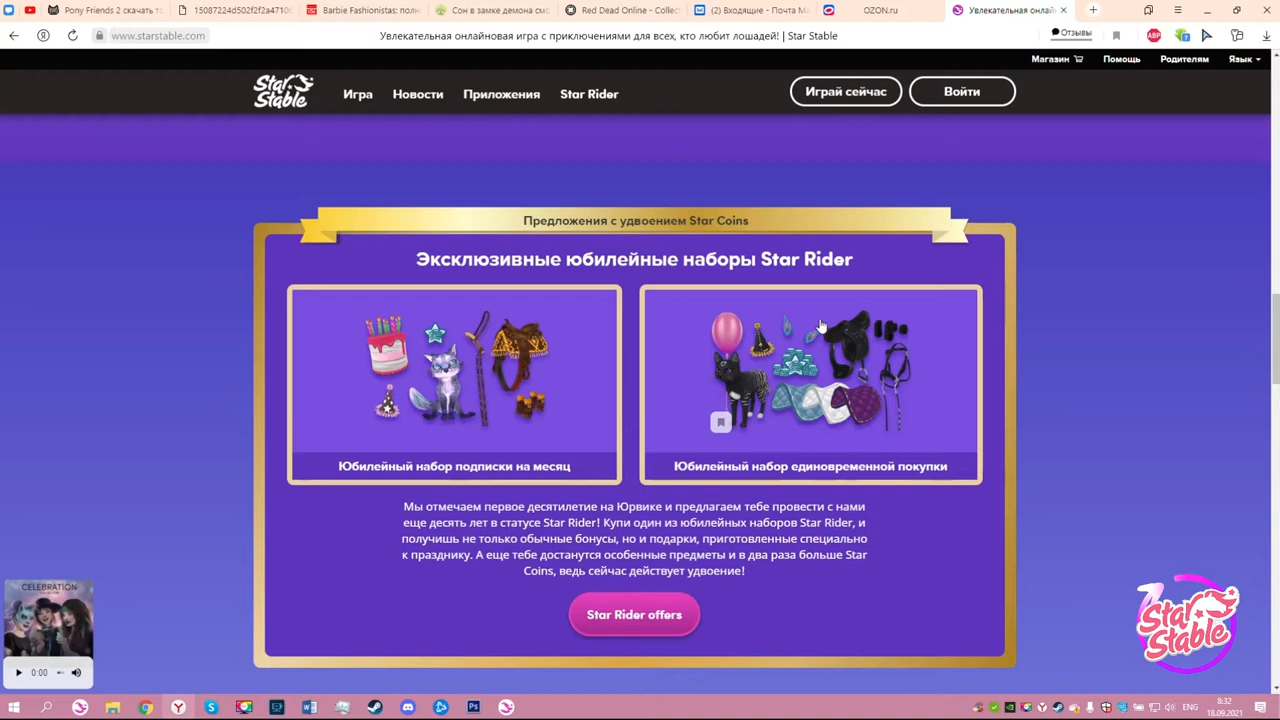 Pony Friends 2 скачать то
15087224d502f2f2a47108
Barbie Fashionistas: полн
Сон в замке демона смо
Red Dead Online - Collect
(2) Входящие - Почта Ма
OZON.ru
Увлекательная онлай
www.starstable.com
Увлекательная онлайновая игра с приключениями для всех, кто любит лошадей! | Star Stable
Отзывы
ABP
Магазин
Помощь
Родителям
Язык
Star Stable
Игра
Новости
Приложения
Star Rider
Играй сейчас
Войти
Предложения с удвоением Star Coins
Эксклюзивные юбилейные наборы Star Rider
Юбилейный набор подписки на месяц
Юбилейный набор единовременной покупки
Мы отмечаем первое десятилетие на Юрвике и предлагаем тебе провести с нами
еще десять лет в статусе Star Rider! Купи один из юбилейных наборов Star Rider, и
получишь не только обычные бонусы, но и подарки, приготовленные специально
к празднику. А еще тебе достанутся особенные предметы и в два раза больше Star
Coins, ведь сейчас действует удвоение!
Star Rider offers
CELEBRATION
0:00
Star Stable
ENG
8:32
18.09.2021